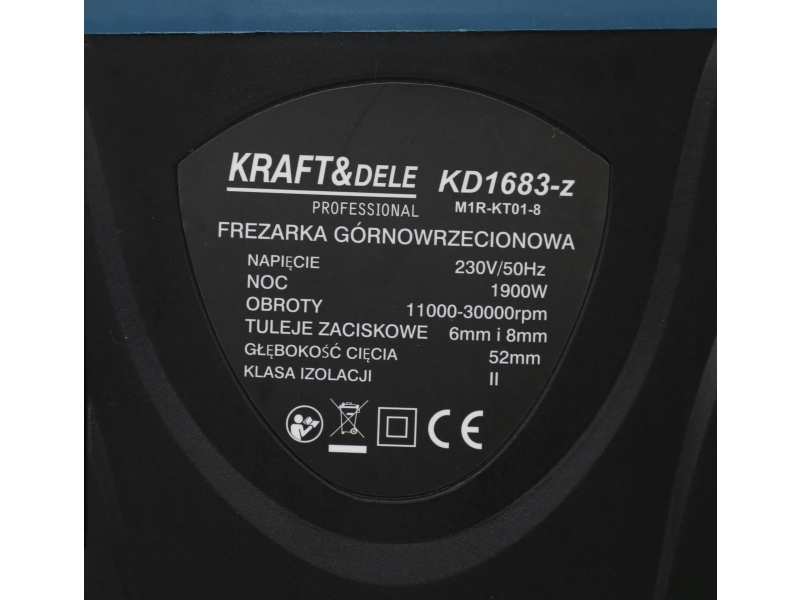 KRAFT&DELE KD1683-z
PROFESSIONAL M1R-KT01-8
FREZARKA GÓRNOWRZECIONOWA
NAPIĘCIE 230V/50Hz
NOC 1900W
OBROTY 11000-30000rpm
TULEJE ZACISKOWE 6mm i 8mm
GŁĘBOKOŚĆ CIĘCIA 52mm
KLASA IZOLACJI II
CE